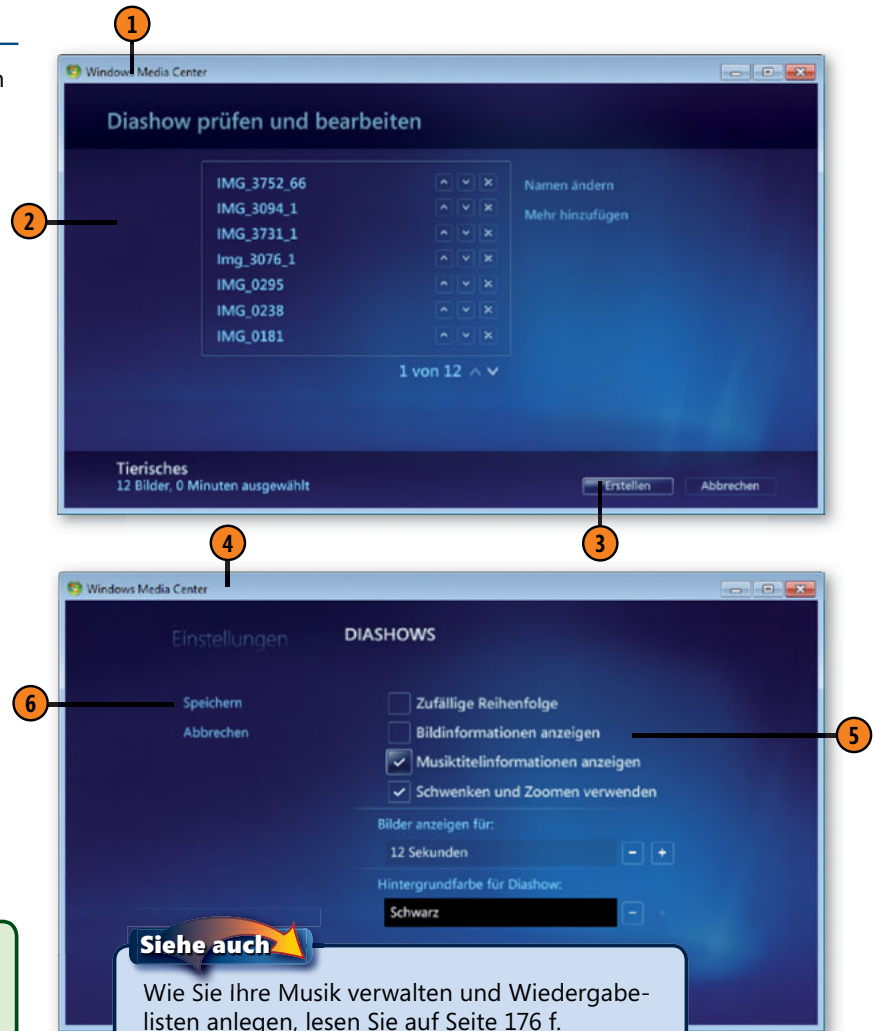 n
1
Windows Media Center
Diashow prüfen und bearbeiten
2
IMG_3752_66
IMG_3094_1
IMG_3731_1
Img_3076_1
IMG_0295
IMG_0238
IMG_0181
Namen ändern
Mehr hinzufügen
1 von 12
Tierisches
12 Bilder, 0 Minuten ausgewählt
Erstellen Abbrechen
4 3
Windows Media Center
Einstellungen DIASHOWS
6
Speichern
Abbrechen
Zufällige Reihenfolge
Bildinformationen anzeigen
5
Musiktitelinformationen anzeigen
Schwenken und Zoomen verwenden
Bilder anzeigen für:
12 Sekunden - +
Hintergrundfarbe für Diashow:
Schwarz - +
Siehe auch
Wie Sie Ihre Musik verwalten und Wiedergabe-
listen anlegen, lesen Sie auf Seite 176 f.